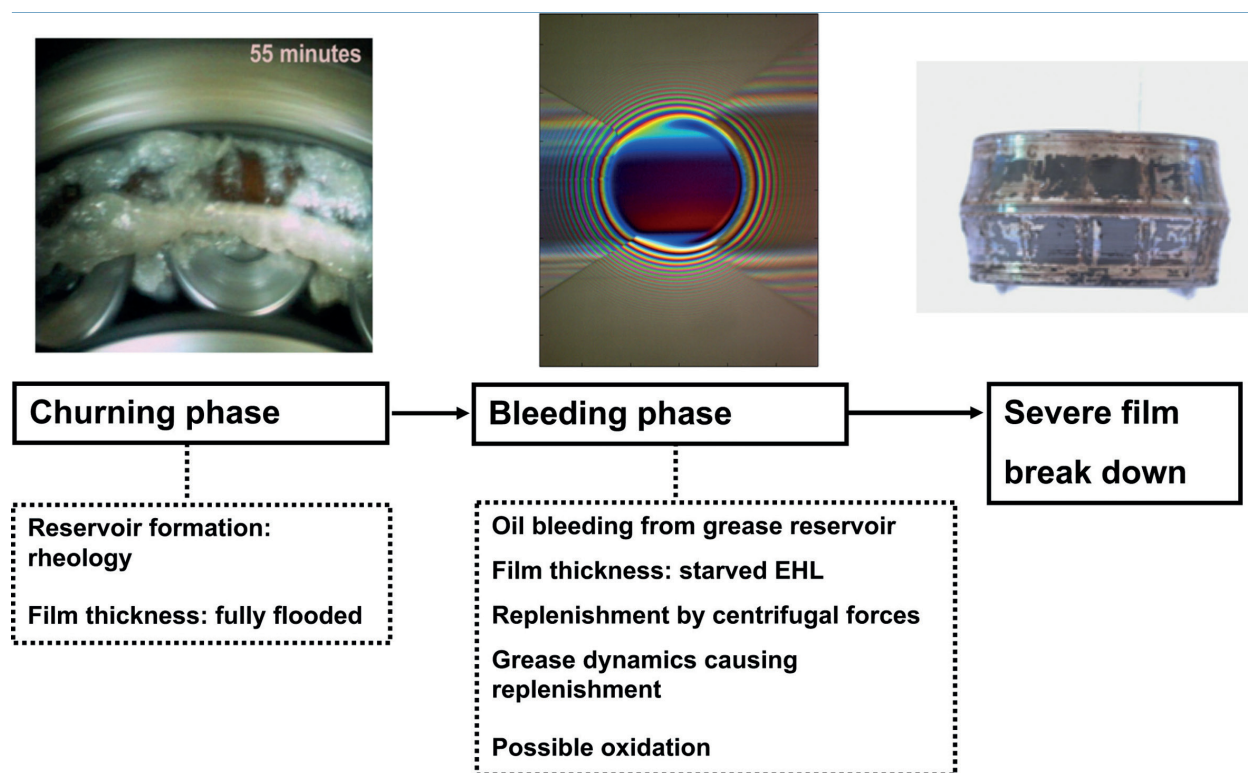 55 minutes
Churning phase
Bleeding phase
Severe film
break down
Reservoir formation:
rheology
Film thickness: fully flooded
Oil bleeding from grease reservoir
Film thickness: starved EHL
Replenishment by centrifugal forces
Grease dynamics causing
replenishment
Possible oxidation